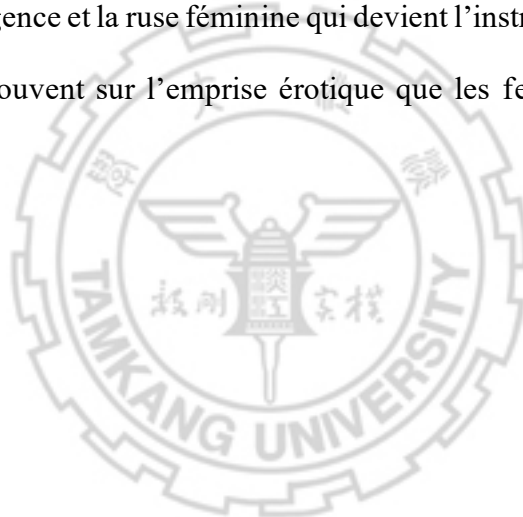 gence et la ruse féminine qui devient l’instr
ouvent sur l’emprise érotique que les fe
TAMKANG UNIVERSITY